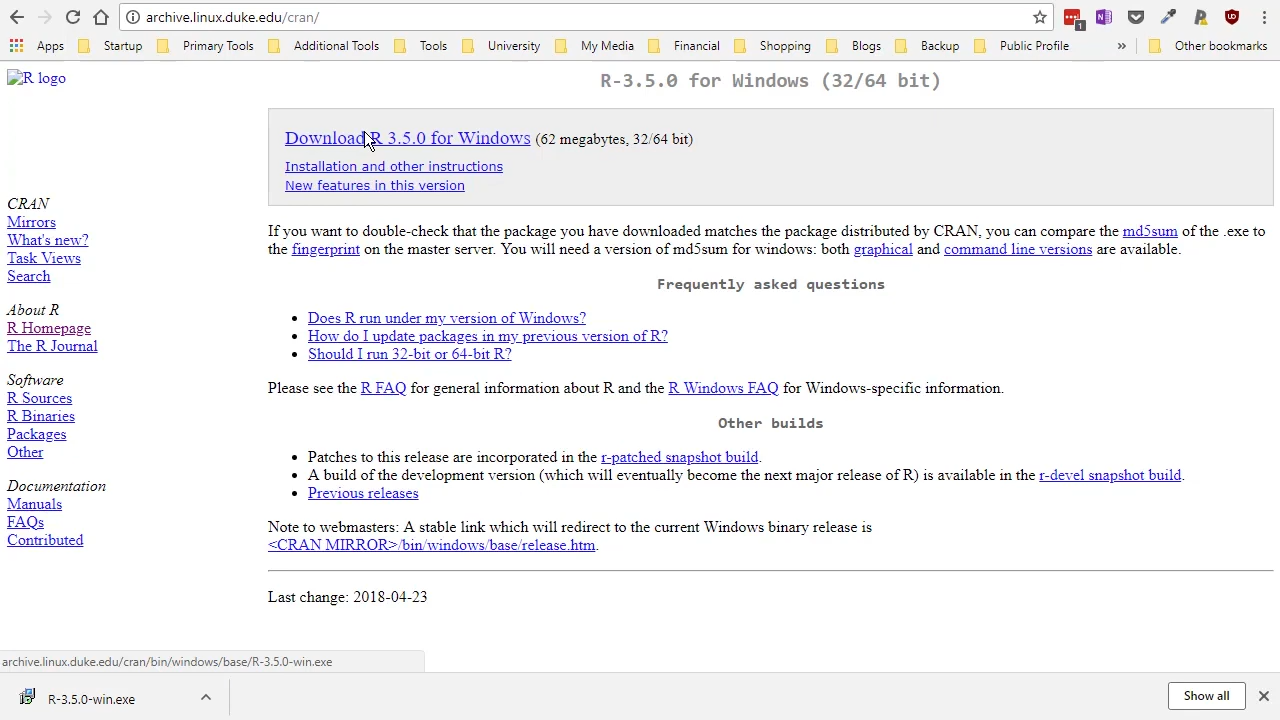 archive.linux.duke.edu/cran/
1
Apps Startup Primary Tools Additional Tools Tools University My Media Finance Shopping Blogs Backup Public Profile » Other bookmarks
R logo
R-3.5.0 for Windows (32/64 bit)
Download R 3.5.0 for Windows (62 megabytes, 32/64 bit)
Installation and other instructions
New features in this version
CRAN
Mirrors
What's new?
Task Views
Search
About R
R Homepage
The R Journal
Software
R Sources
R Binaries
Packages
Other
Documentation
Manuals
FAQs
Contributed
If you want to double-check that the package you have downloaded matches the package distributed by CRAN, you can compare the md5sum of the .exe to
the fingerprint on the master server. You will need a version of md5sum for windows: both graphical and command line versions are available.
Frequently asked questions
Does R run under my version of Windows?
How do I update packages in my previous version of R?
Should I run 32-bit or 64-bit R?
Please see the R FAQ for general information about R and the R Windows FAQ for Windows-specific information.
Other builds
Patches to this release are incorporated in the r-patched snapshot build.
A build of the development version (which will eventually become the next major release of R) is available in the r-devel snapshot build.
Previous releases
Note to webmasters: A stable link which will redirect to the current Windows binary release is
<CRAN MIRROR>/bin/windows/base/release.htm.
Last change: 2018-04-23
archive.linux.duke.edu/cran/bin/windows/base/R-3.5.0-win.exe
R-3.5.0-win.exe
Show all